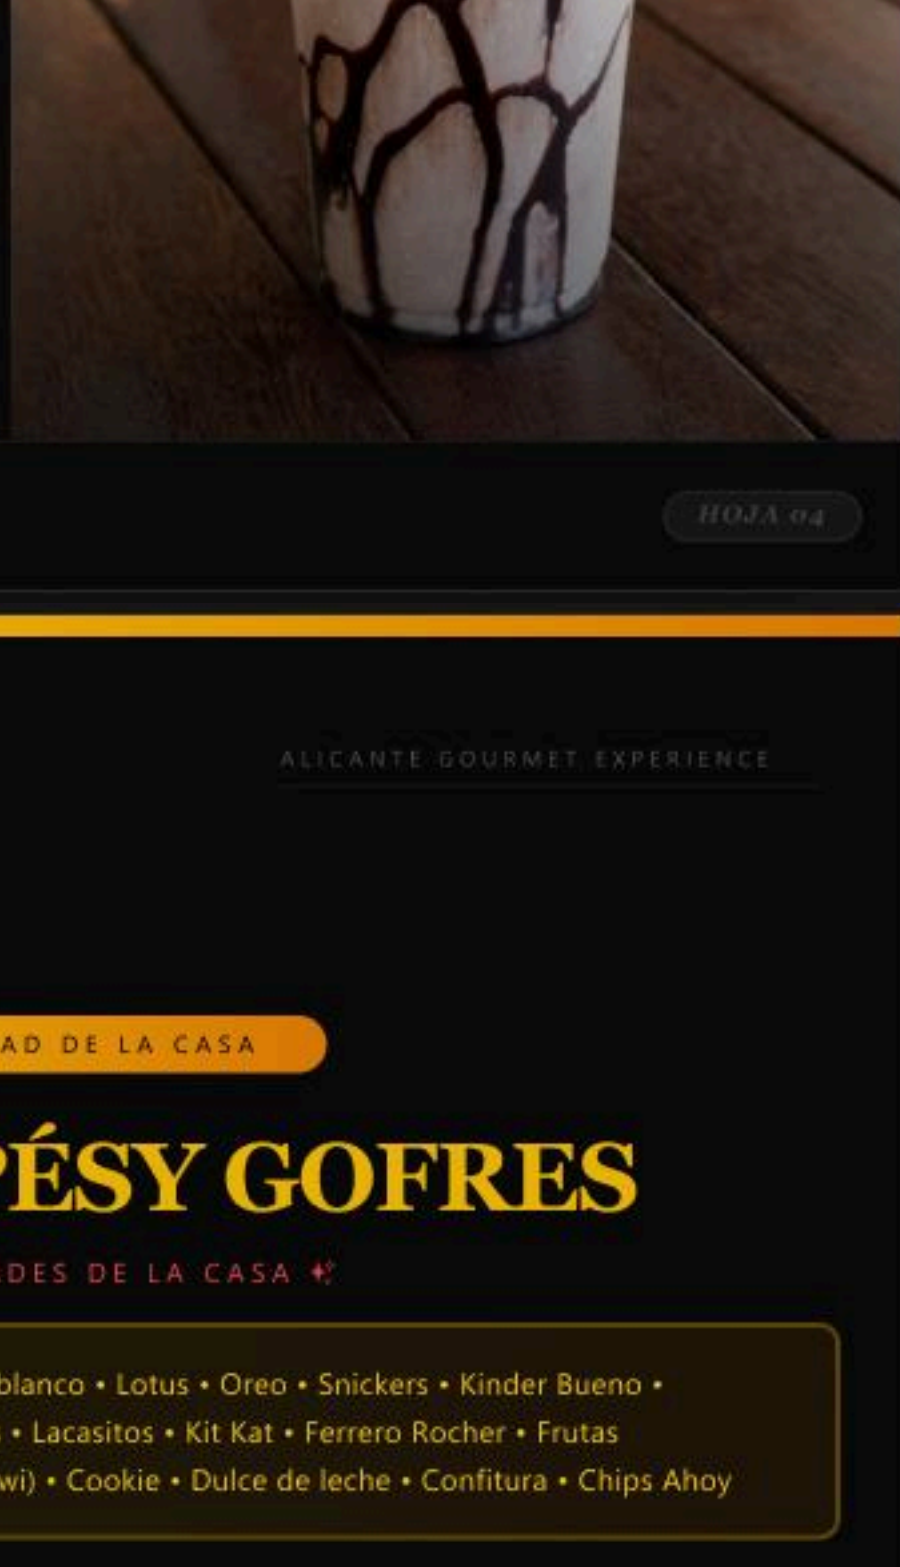 HOJA 04
ALICANTE GOURMET EXPERIENCE
AD DE LA CASA
PÉSY GOFRES
DES DE LA CASA
blanco • Lotus • Oreo • Snickers • Kinder Bueno •
• Lacasitos • Kit Kat • Ferrero Rocher • Frutas
wi) • Cookie • Dulce de leche • Confitura • Chips Ahoy